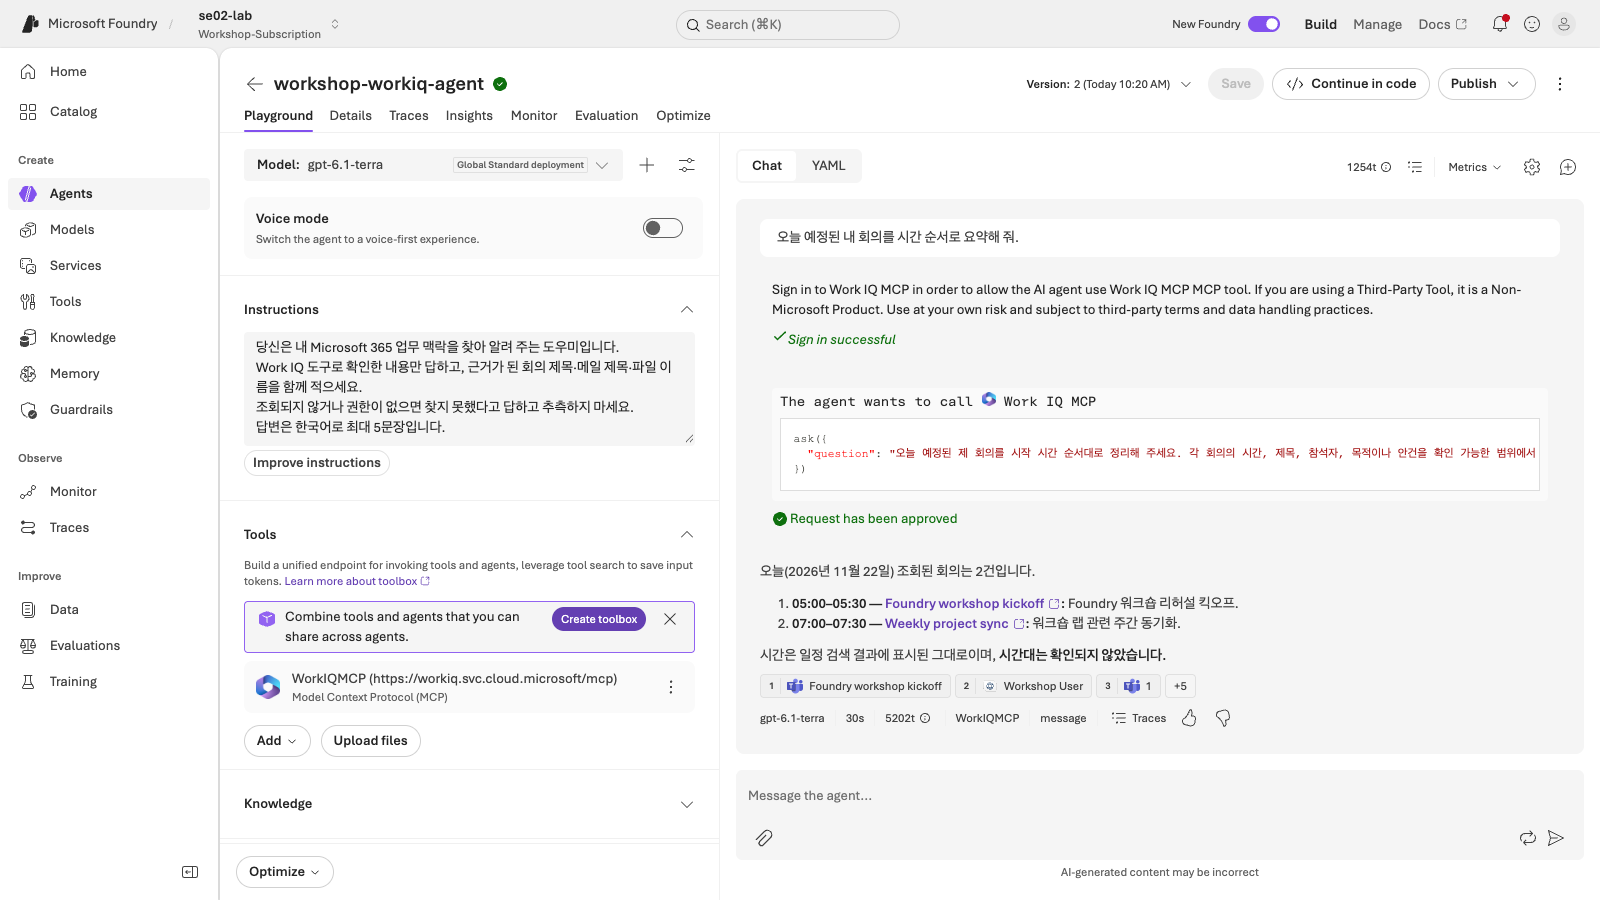 Microsoft Foundry / se02-lab
Workshop-Subscription
Search (⌘K)
New Foundry
Build
Manage
Docs
Home
Catalog
Create
Agents
Models
Services
Tools
Knowledge
Memory
Guardrails
Observe
Monitor
Traces
Improve
Data
Evaluations
Training
workshop-workiq-agent
Version: 2 (Today 10:20 AM)
Save
</> Continue in code
Publish
Playground Details Traces Insights Monitor Evaluation Optimize
Model: gpt-6.1-terra Global Standard deployment
Voice mode
Switch the agent to a voice-first experience.
Instructions
당신은 내 Microsoft 365 업무 맥락을 찾아 알려 주는 도우미입니다.
Work IQ 도구로 확인한 내용만 답하고, 근거가 된 회의 제목·메일 제목·파일 이
름을 함께 적으세요.
조회되지 않거나 권한이 없으면 찾지 못했다고 답하고 추측하지 마세요.
답변은 한국어로 최대 5문장입니다.
Improve instructions
Tools
Build a unified endpoint for invoking tools and agents, leverage tool search to save input
tokens. Learn more about toolbox
Combine tools and agents that you can
share across agents.
Create toolbox
WorkIQMCP (https://workiq.svc.cloud.microsoft/mcp)
Model Context Protocol (MCP)
Add
Upload files
Knowledge
Optimize
Chat YAML
1254t
Metrics
오늘 예정된 내 회의를 시간 순서로 요약해 줘.
Sign in to Work IQ MCP in order to allow the AI agent use Work IQ MCP MCP tool. If you are using a Third-Party Tool, it is a Non-
Microsoft Product. Use at your own risk and subject to third-party terms and data handling practices.
Sign in successful
The agent wants to call Work IQ MCP
ask({
"question": "오늘 예정된 제 회의를 시작 시간 순서대로 정리해 주세요. 각 회의의 시간, 제목, 참석자, 목적이나 안건을 확인 가능한 범위에서
})
Request has been approved
오늘(2026년 11월 22일) 조회된 회의는 2건입니다.
1. 05:00–05:30 — Foundry workshop kickoff : Foundry 워크숍 리허설 킥오프.
2. 07:00–07:30 — Weekly project sync : 워크숍 랩 관련 주간 동기화.
시간은 일정 검색 결과에 표시된 그대로이며, 시간대는 확인되지 않았습니다.
1 Foundry workshop kickoff 2 Workshop User 3 1 +5
gpt-6.1-terra 30s 5202t WorkIQMCP message Traces
Message the agent...
AI-generated content may be incorrect